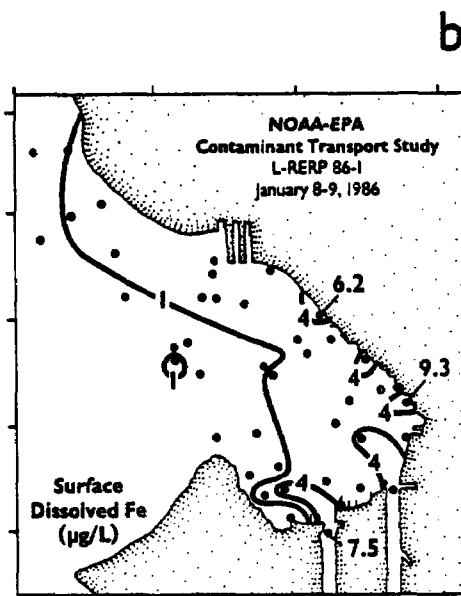 b
NOAA-EPA
Contaminant Transport Study
L-RERP 86-1
January 8-9, 1986
6.2
1
4
9.3
4
1
4
4
4
Surface
Dissolved Fe
(µg/L)
7.5